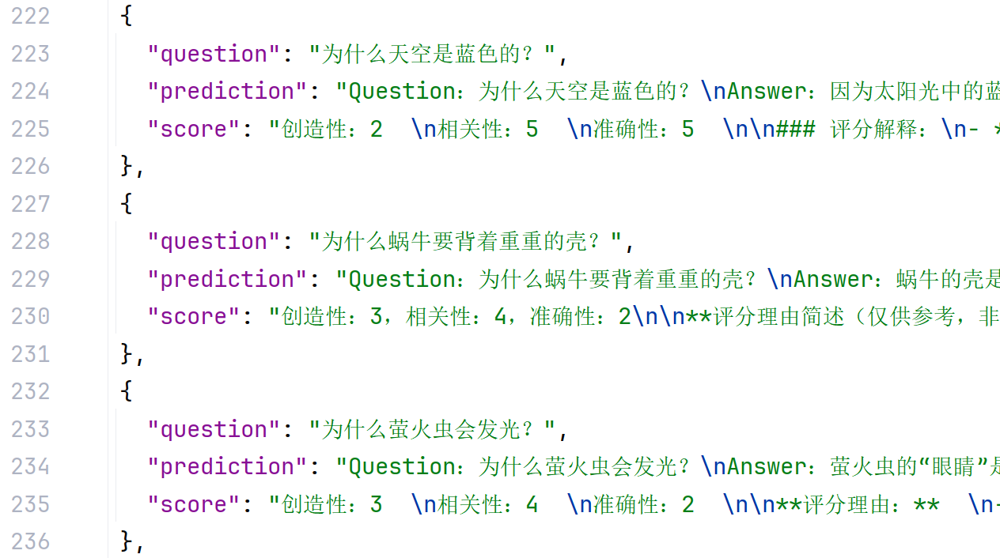 222 {
223 "question": "为什么天空是蓝色的？",
224 "prediction": "Question：为什么天空是蓝色的？\nAnswer：因为太阳光中的蓝
225 "score": "创造性：2  \n相关性：5  \n准确性：5  \n\n### 评分解释：\n- *
226 },
227 {
228 "question": "为什么蜗牛要背着重重的壳？",
229 "prediction": "Question：为什么蜗牛要背着重重的壳？\nAnswer：蜗牛的壳是
230 "score": "创造性：3，相关性：4，准确性：2\n\n**评分理由简述（仅供参考，非
231 },
232 {
233 "question": "为什么萤火虫会发光？",
234 "prediction": "Question：为什么萤火虫会发光？\nAnswer：萤火虫的“眼睛”是
235 "score": "创造性：3  \n相关性：4  \n准确性：2  \n\n**评分理由：**  \n-
236 },